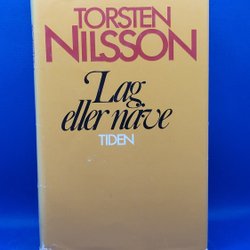 TORSTEN
NILSSON
Lag
eller näve
TIDEN